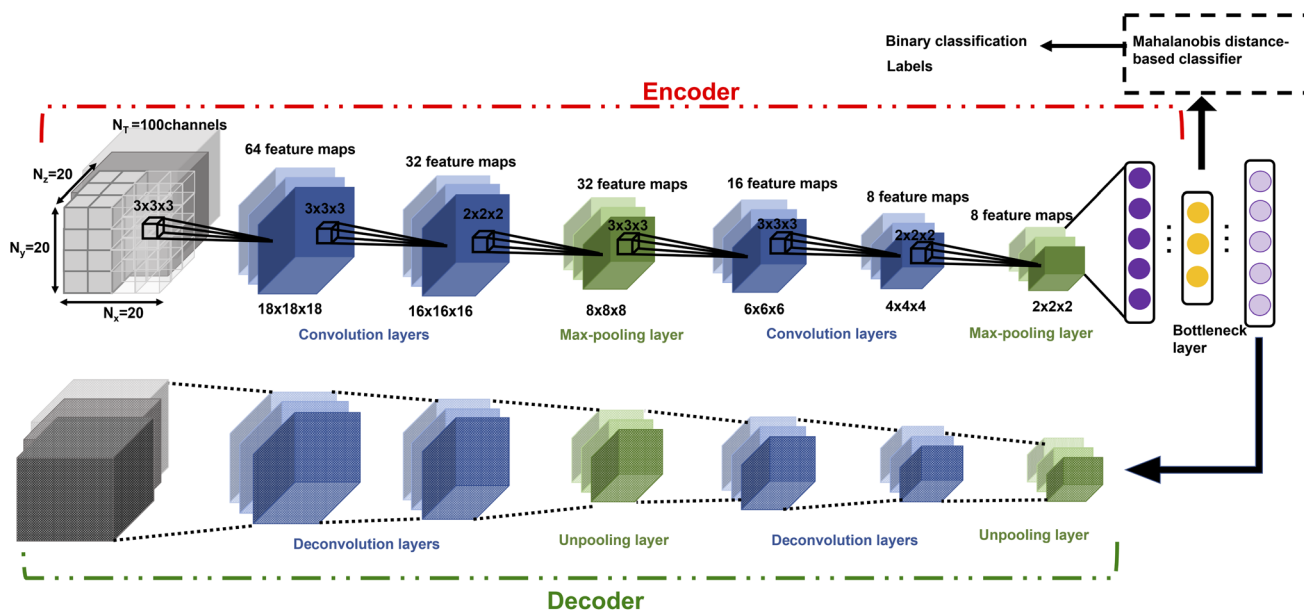 Binary classification
Labels
Mahalanobis distance-
based classifier
Encoder
N_T =100channels
64 feature maps
32 feature maps
32 feature maps
16 feature maps
8 feature maps
8 feature maps
N_z=20
N_y=20
N_x=20
3x3x3
3x3x3
2x2x2
3x3x3
3x3x3
2x2x2
18x18x18
16x16x16
8x8x8
6x6x6
4x4x4
2x2x2
Convolution layers
Max-pooling layer
Convolution layers
Max-pooling layer
Bottleneck
layer
Deconvolution layers
Unpooling layer
Deconvolution layers
Unpooling layer
Decoder